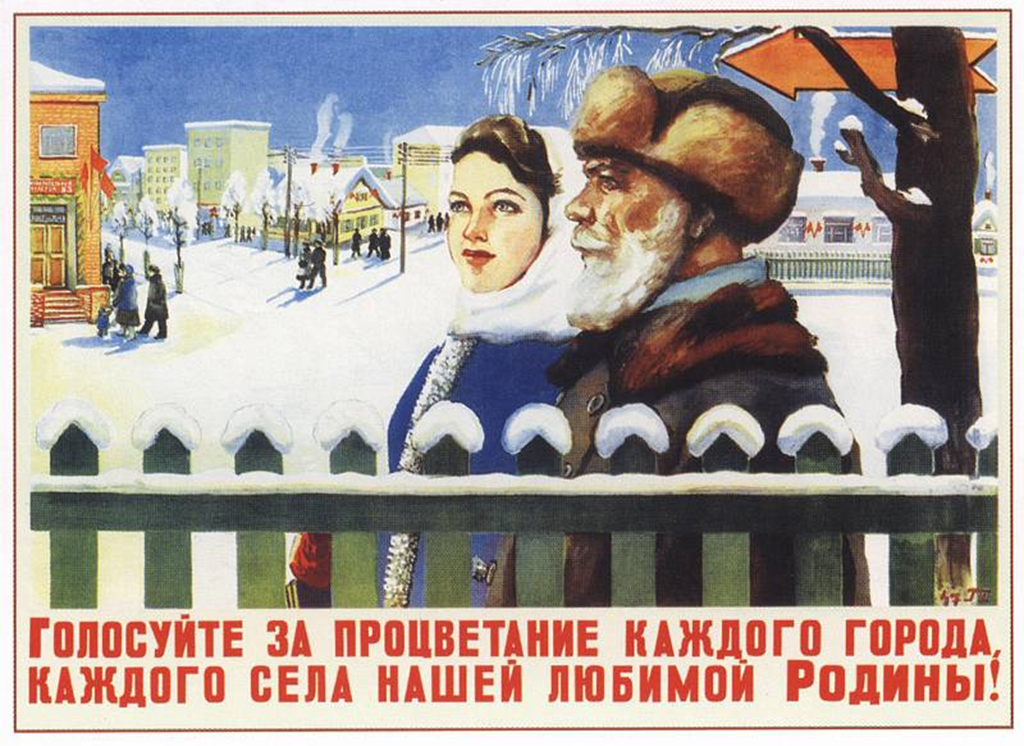 Голосуйте за процветание каждого города,
каждого села нашей любимой Родины!